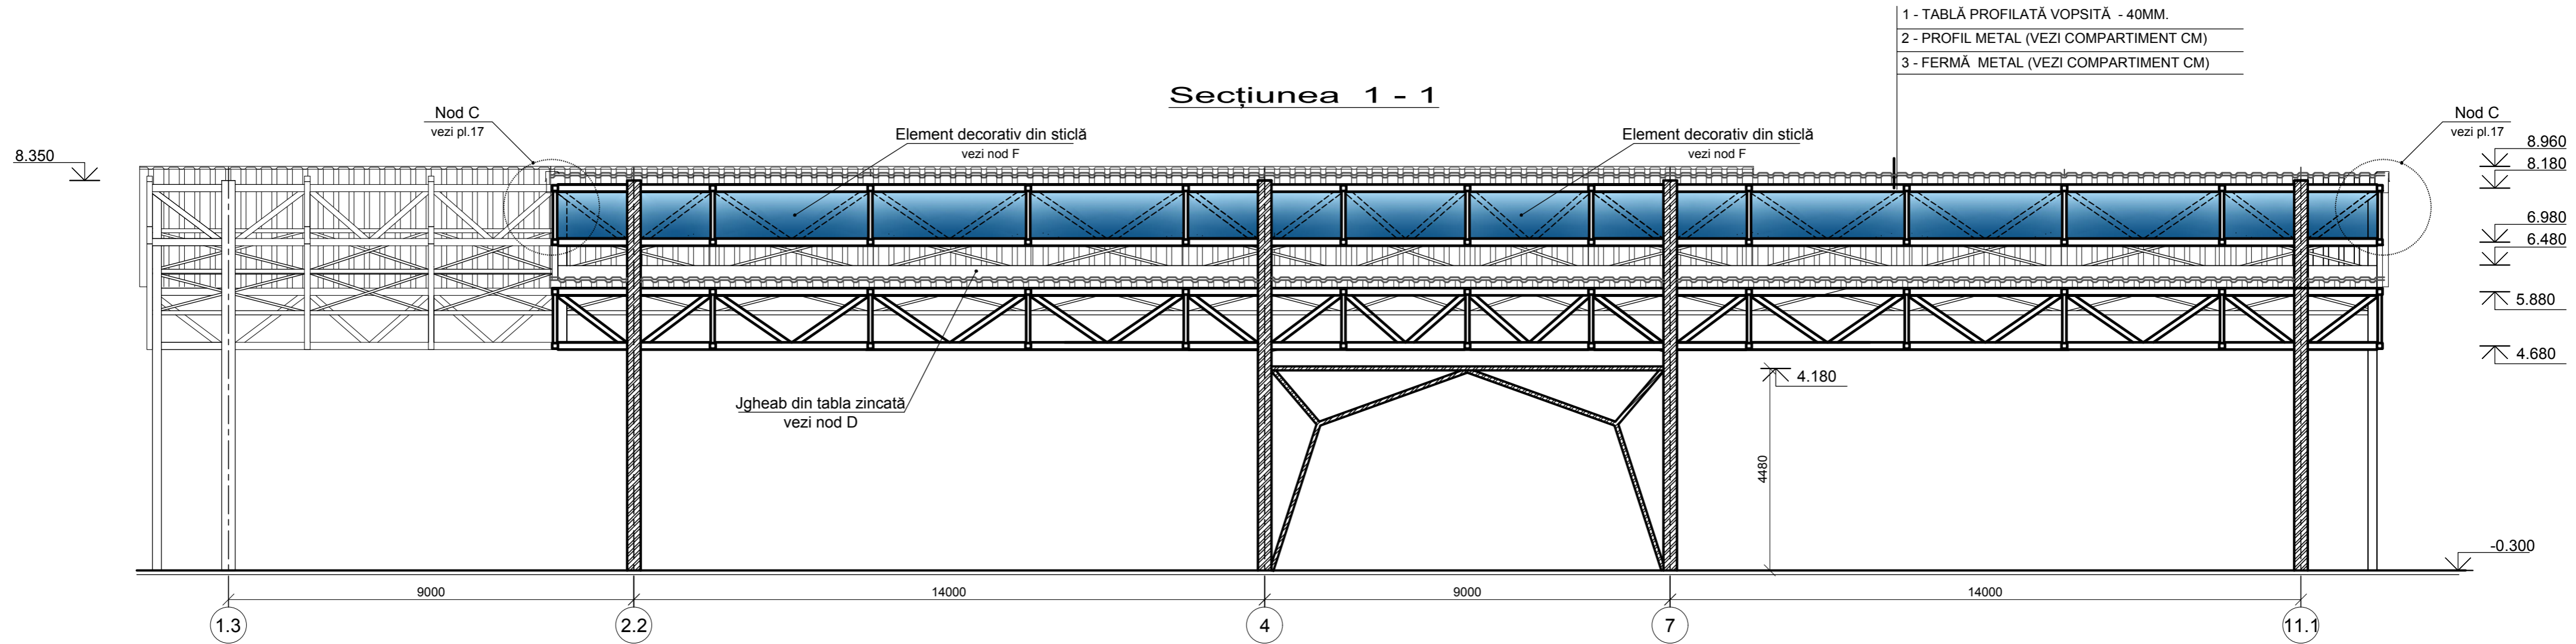 1 - TABLĂ PROFILATĂ VOPSITĂ - 40MM.
2 - PROFIL METAL (VEZI COMPARTIMENT CM)
3 - FERMĂ METAL (VEZI COMPARTIMENT CM)
Secțiunea 1 - 1
Nod C
vezi pl.17
Element decorativ din sticlă
vezi nod F
Element decorativ din sticlă
vezi nod F
Nod C
vezi pl.17
8.350
8.960
8.180
6.980
6.480
5.880
4.680
4.180
Jgheab din tabla zincată
vezi nod D
4480
-0.300
9000
14000
9000
14000
1.3
2.2
4
7
11.1